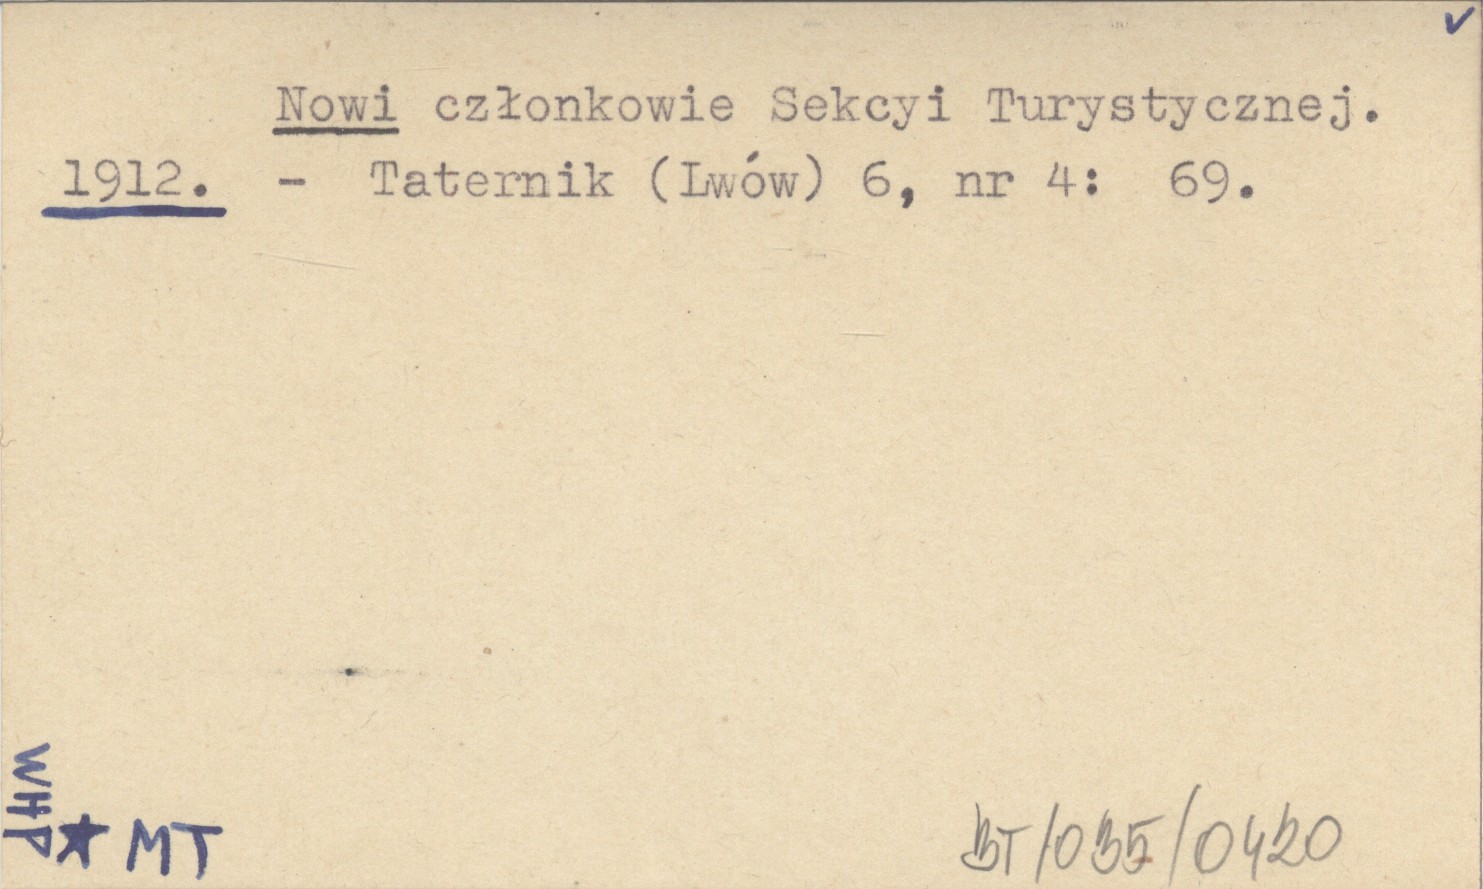 Nowi członkowie Sekcyi Turystycznej.
1912. - Taternik (Lwów) 6, nr 4: 69.
WHP
★ MT
BT/035/0420